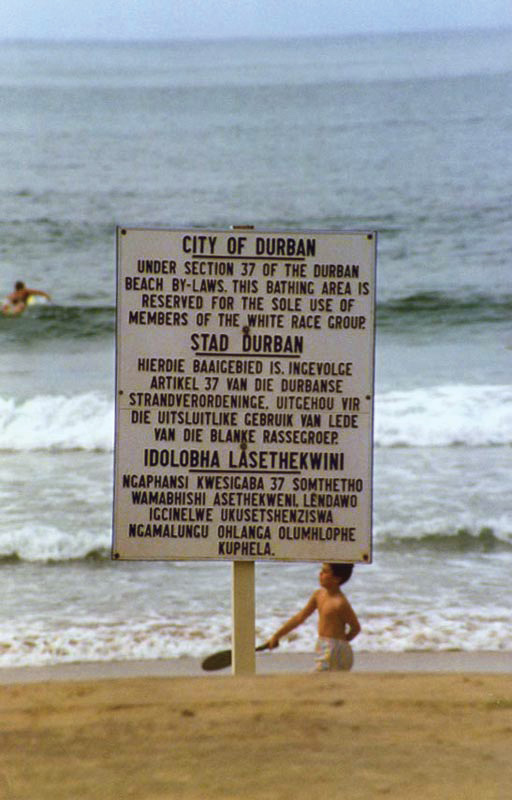 CITY OF DURBAN
UNDER SECTION 37 OF THE DURBAN
BEACH BY-LAWS. THIS BATHING AREA IS
RESERVED FOR THE SOLE USE OF
MEMBERS OF THE WHITE RACE GROUP.
STAD DURBAN
HIERDIE BAAIGEBIED IS, INGEVOLGE
ARTIKEL 37 VAN DIE DURBANSE
STRANDVERORDENINGE, UITGEHOU VIR
DIE UITSLUITLIKE GEBRUIK VAN LEDE
VAN DIE BLANKE RASSEGROEP.
IDOLOBHA LASETHEKWINI
NGAPHANSI KWESIGABA 37 SOMTHETHO
WAMABHISHI ASETHEKWENI, LENDAWO
IGCINELWE UKUSETSHENZISWA
NGAMALUNGU OHLANGA OLUMHLOPHE
KUPHELA.